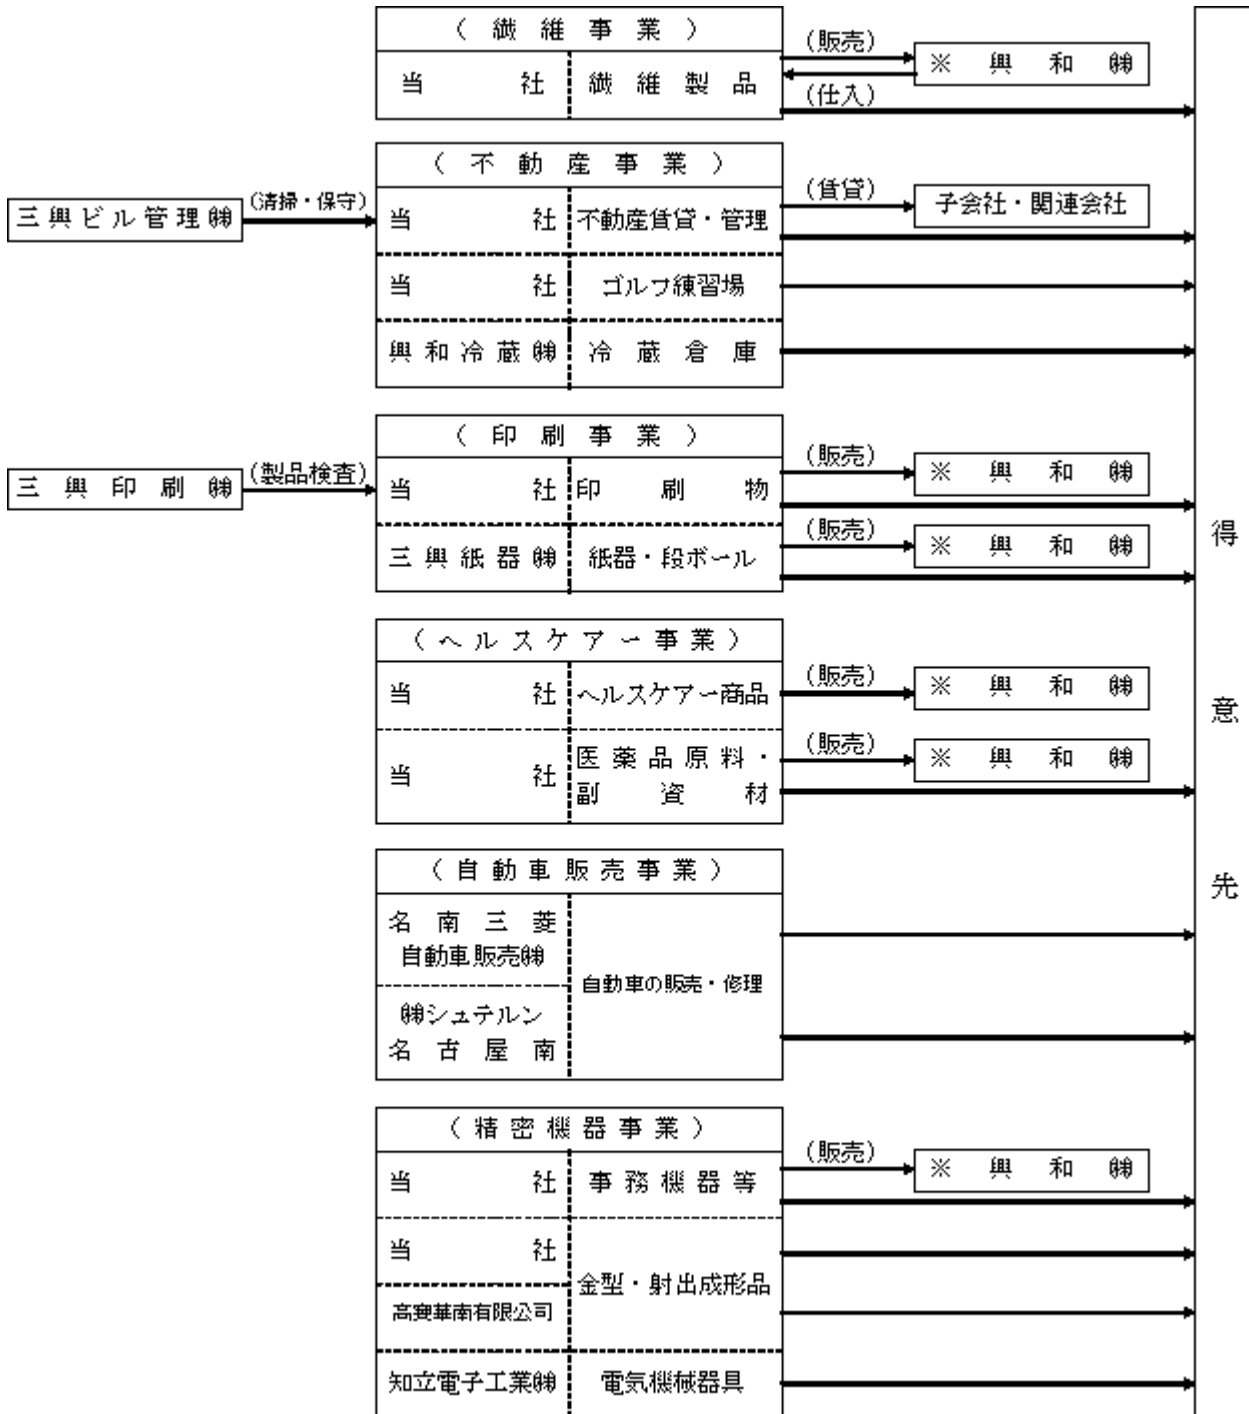 （繊維事業）
当社 繊維製品
（販売）
※興和㈱
（仕入）
（不動産事業）
三興ビル管理㈱
（清掃・保守）
当社 不動産賃貸・管理
（賃貸）
子会社・関連会社
当社 ゴルフ練習場
興和冷蔵㈱ 冷蔵倉庫
（印刷事業）
三興印刷㈱
（製品検査）
当社 印刷物
（販売）
※興和㈱
三興紙器㈱ 紙器・段ボール
（販売）
※興和㈱
（ヘルスケアー事業）
当社 ヘルスケアー商品
（販売）
※興和㈱
当社
医薬品原料・
副資材
（販売）
※興和㈱
（自動車販売事業）
名南三菱
自動車販売㈱
㈱シュテルン
名古屋南
自動車の販売・修理
（精密機器事業）
当社 事務機器等
（販売）
※興和㈱
当社
金型・射出成形品
知立電子工業㈱ 電気機械器具
得意先